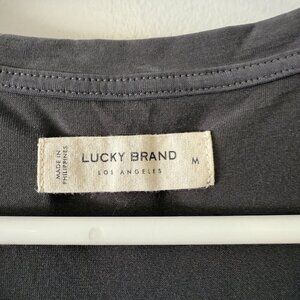 MADE IN
PHILIPPINES
LUCKY BRAND
LOS ANGELES
M